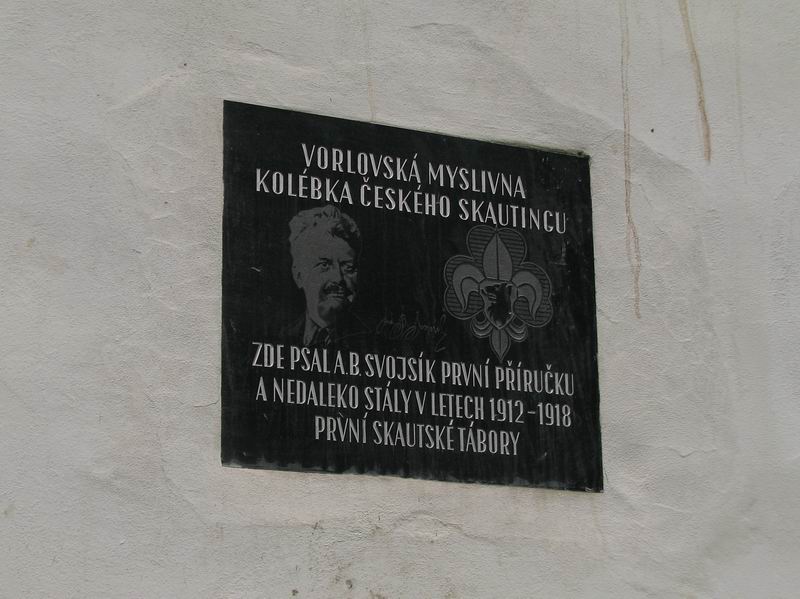 VORLOVSKÁ MYSLIVNA
KOLÉBKA ČESKÉHO SKAUTINGU
ZDE PSAL A.B. SVOJSÍK PRVNÍ PŘÍRUČKU
A NEDALEKO STÁLY V LETECH 1912-1918
PRVNÍ SKAUTSKÉ TÁBORY